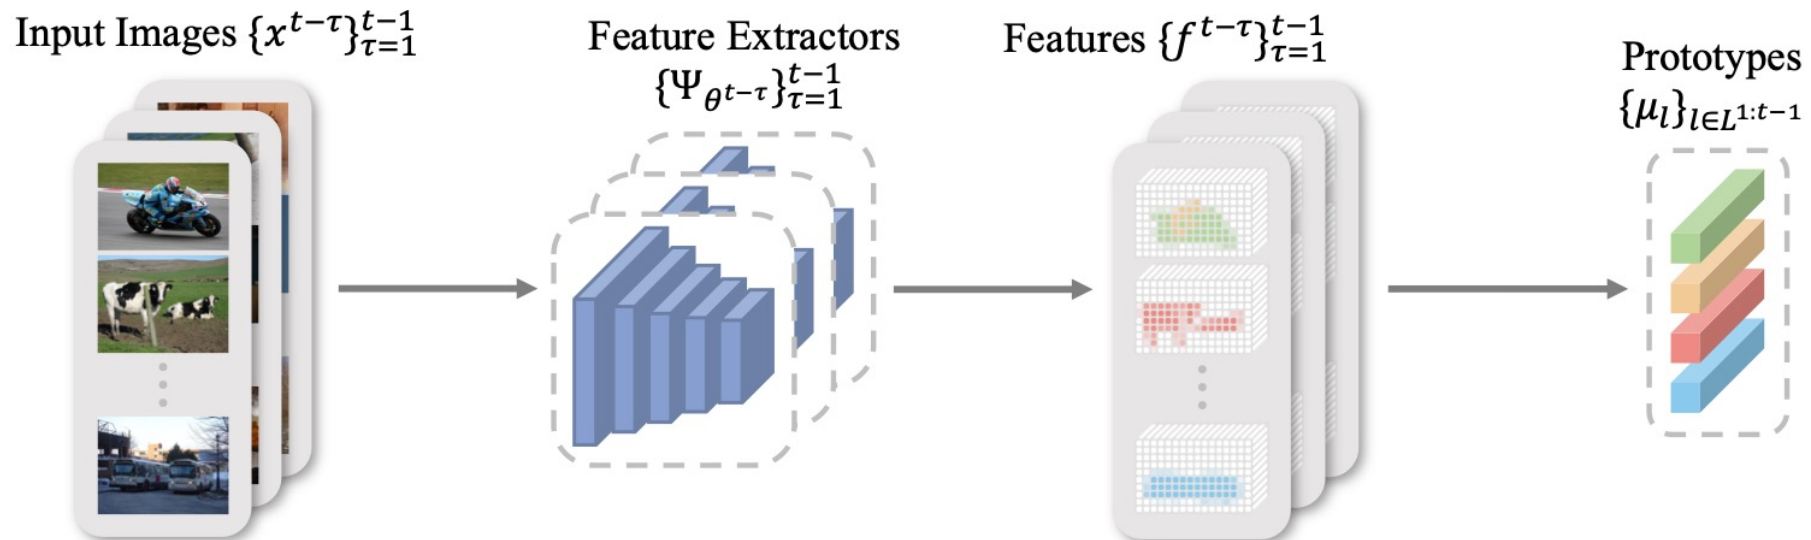 Input Images {x^{t−τ}}_{τ=1}^{t−1}
Feature Extractors
{Ψ_{θ^{t−τ}}}_{τ=1}^{t−1}
Features {f^{t−τ}}_{τ=1}^{t−1}
Prototypes
{μ_l}_{l∈L^{1:t−1}}